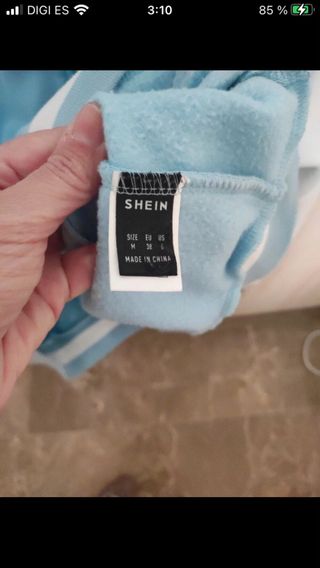 DIGI ES 3:10 85 %
SHEIN
SIZE EU US
M 38 6
MADE IN CHINA